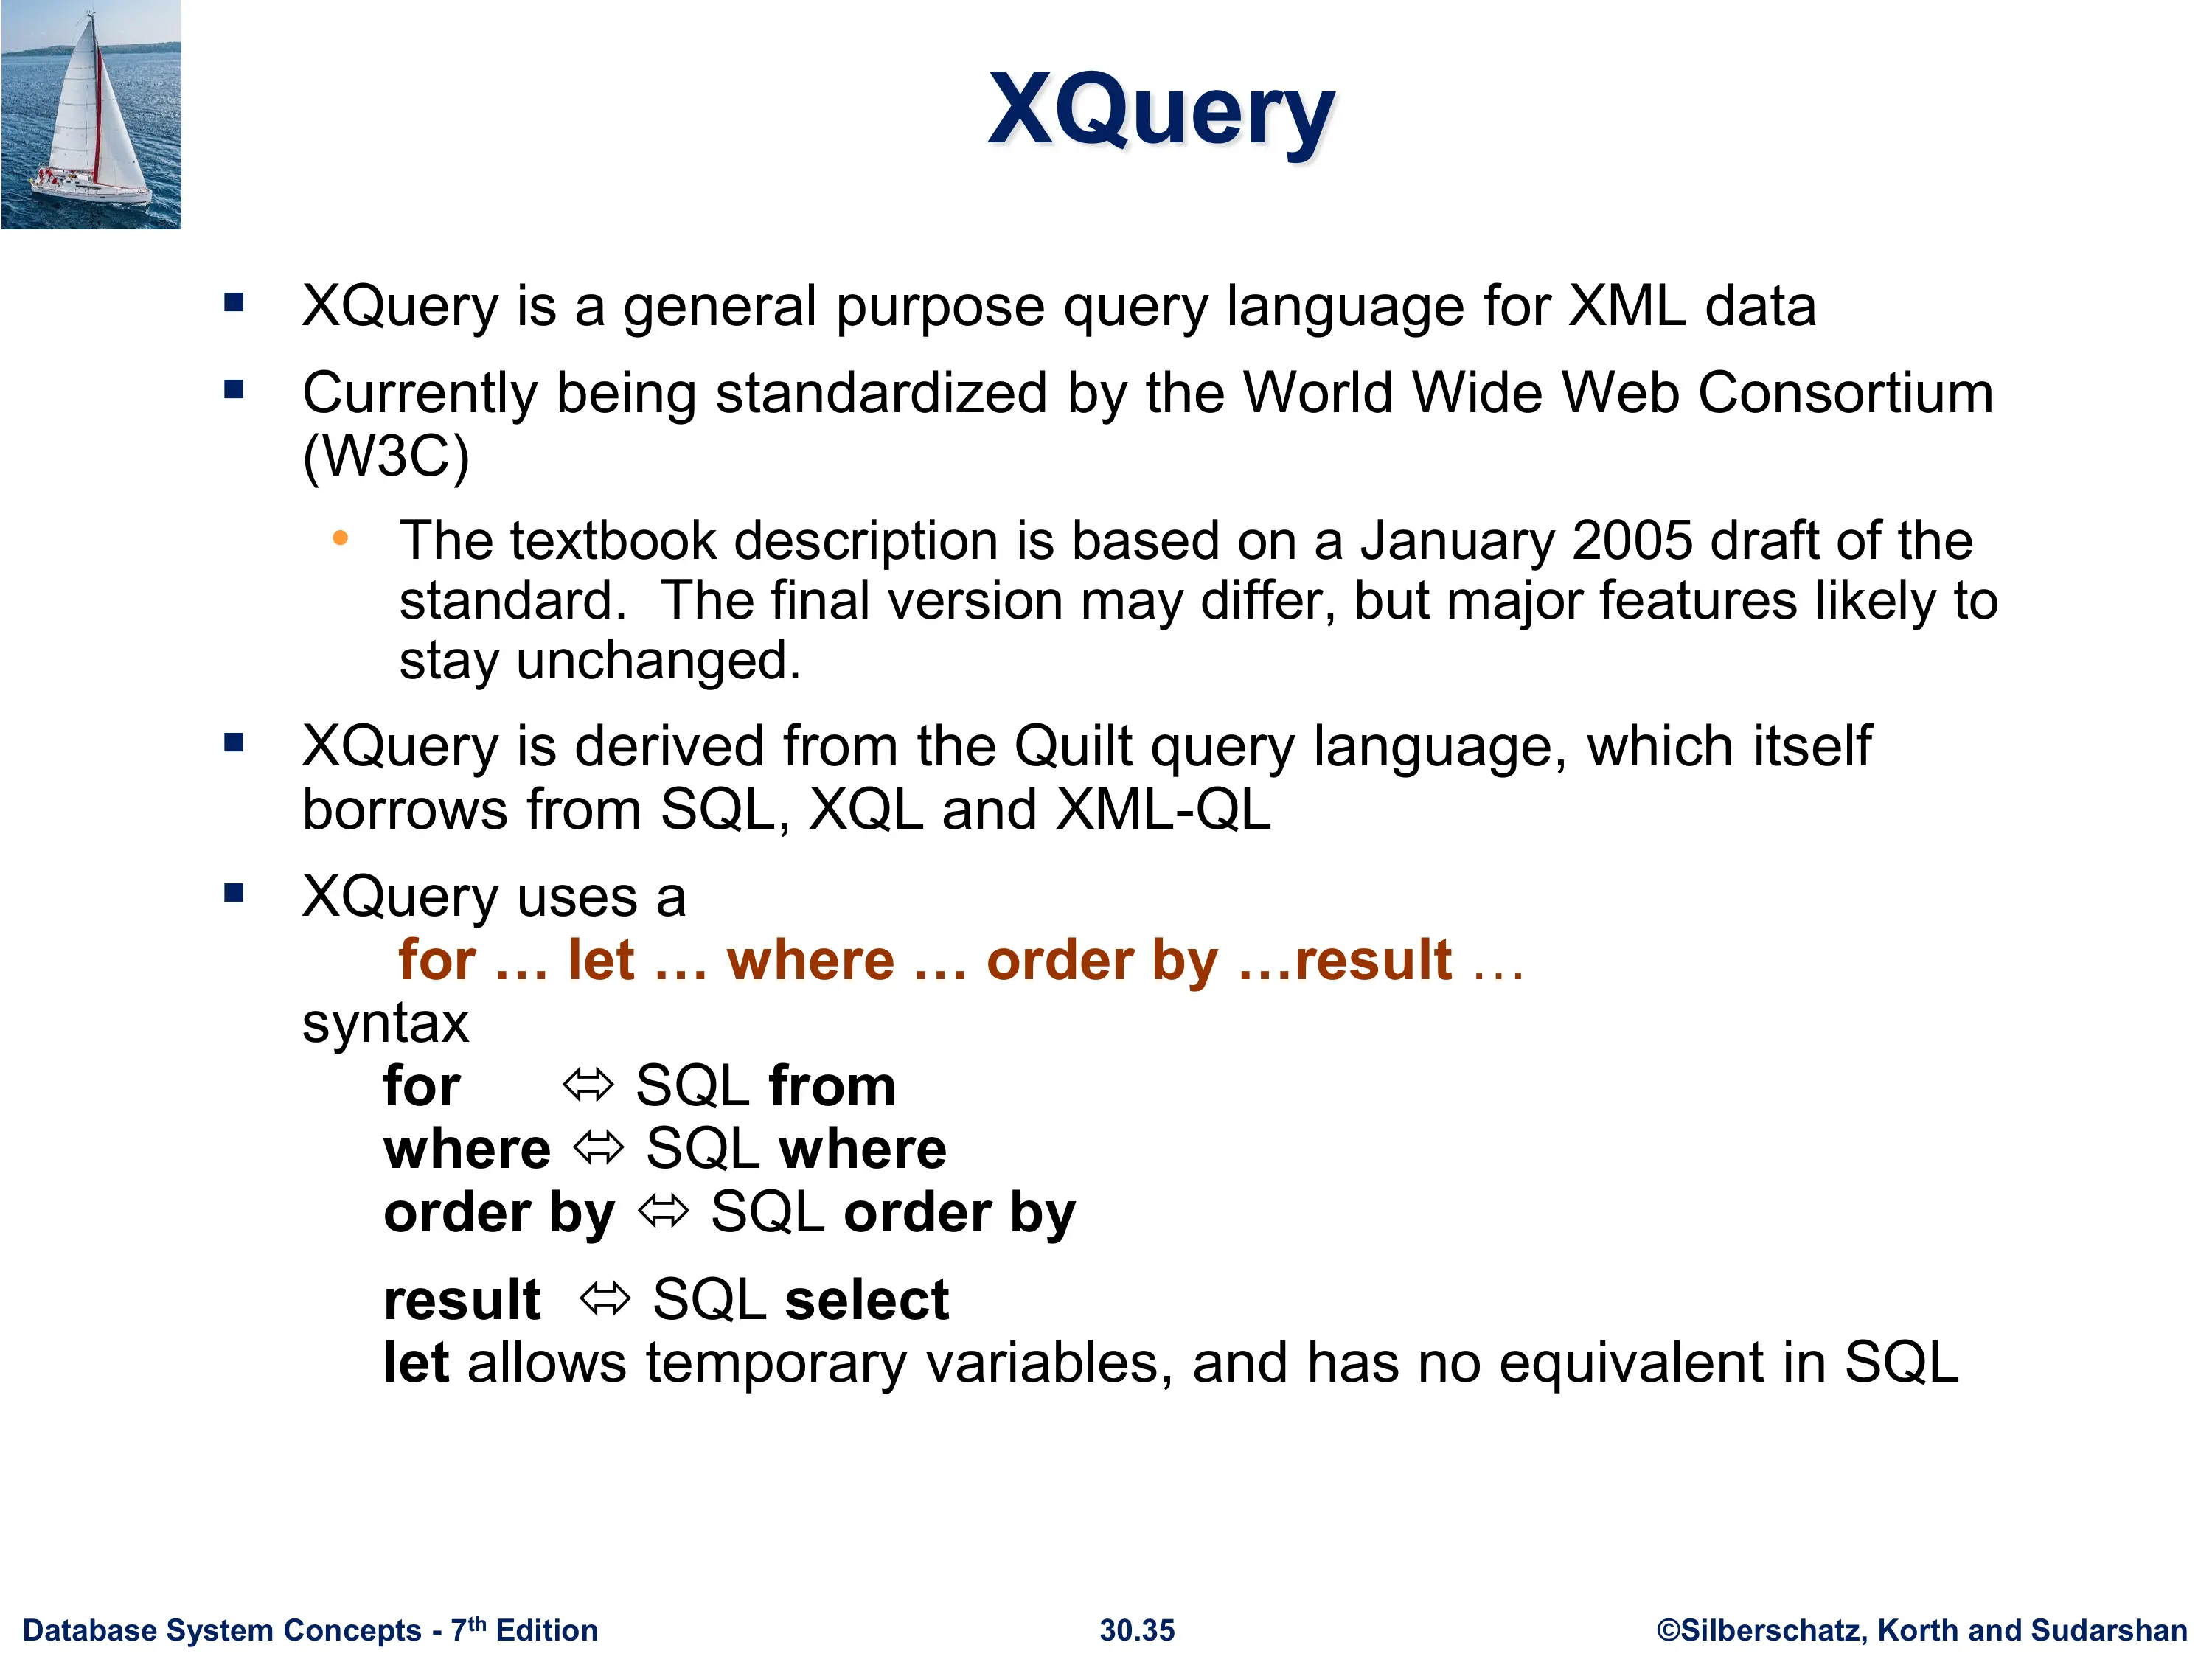 XQuery
▪ XQuery is a general purpose query language for XML data
▪ Currently being standardized by the World Wide Web Consortium
(W3C)
• The textbook description is based on a January 2005 draft of the
standard.  The final version may differ, but major features likely to
stay unchanged.
▪ XQuery is derived from the Quilt query language, which itself
borrows from SQL, XQL and XML-QL
▪ XQuery uses a
for … let … where … order by …result …
syntax
for ⬄ SQL from
where ⬄ SQL where
order by ⬄ SQL order by
result ⬄ SQL select
let allows temporary variables, and has no equivalent in SQL
Database System Concepts - 7th Edition
30.35
©Silberschatz, Korth and Sudarshan